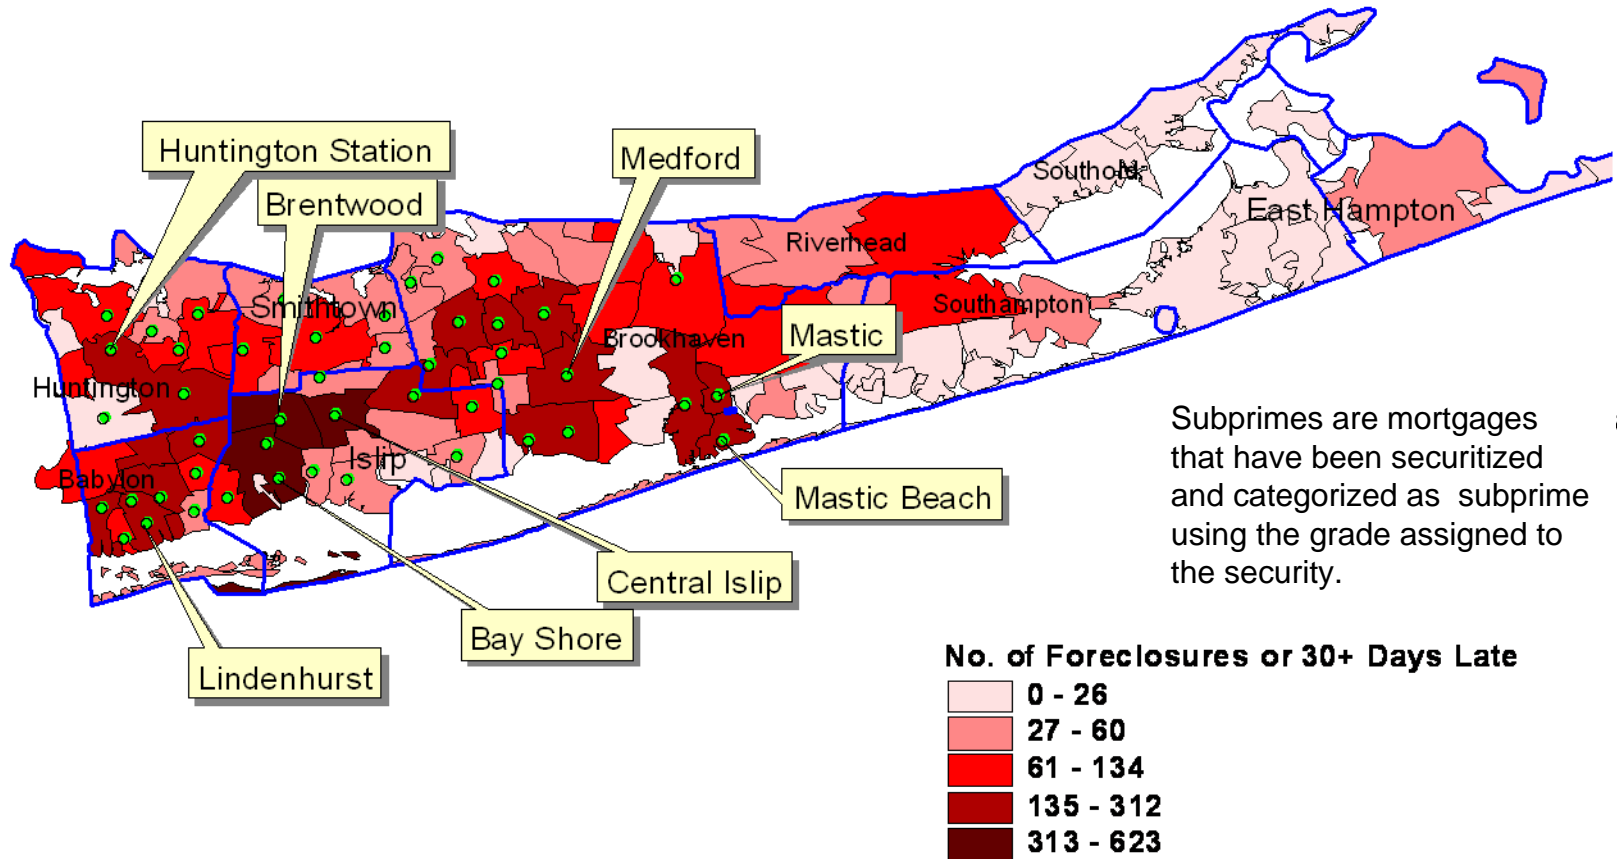 Huntington Station
Medford
Brentwood
Southold
East Hampton
Riverhead
Smithtown
Southampton
Brookhaven
Mastic
Huntington
Subprimes are mortgages
that have been securitized
and categorized as subprime
using the grade assigned to
the security.
Islip
Babylon
Mastic Beach
Central Islip
Bay Shore
Lindenhurst
No. of Foreclosures or 30+ Days Late
0 - 26
27 - 60
61 - 134
135 - 312
313 - 623